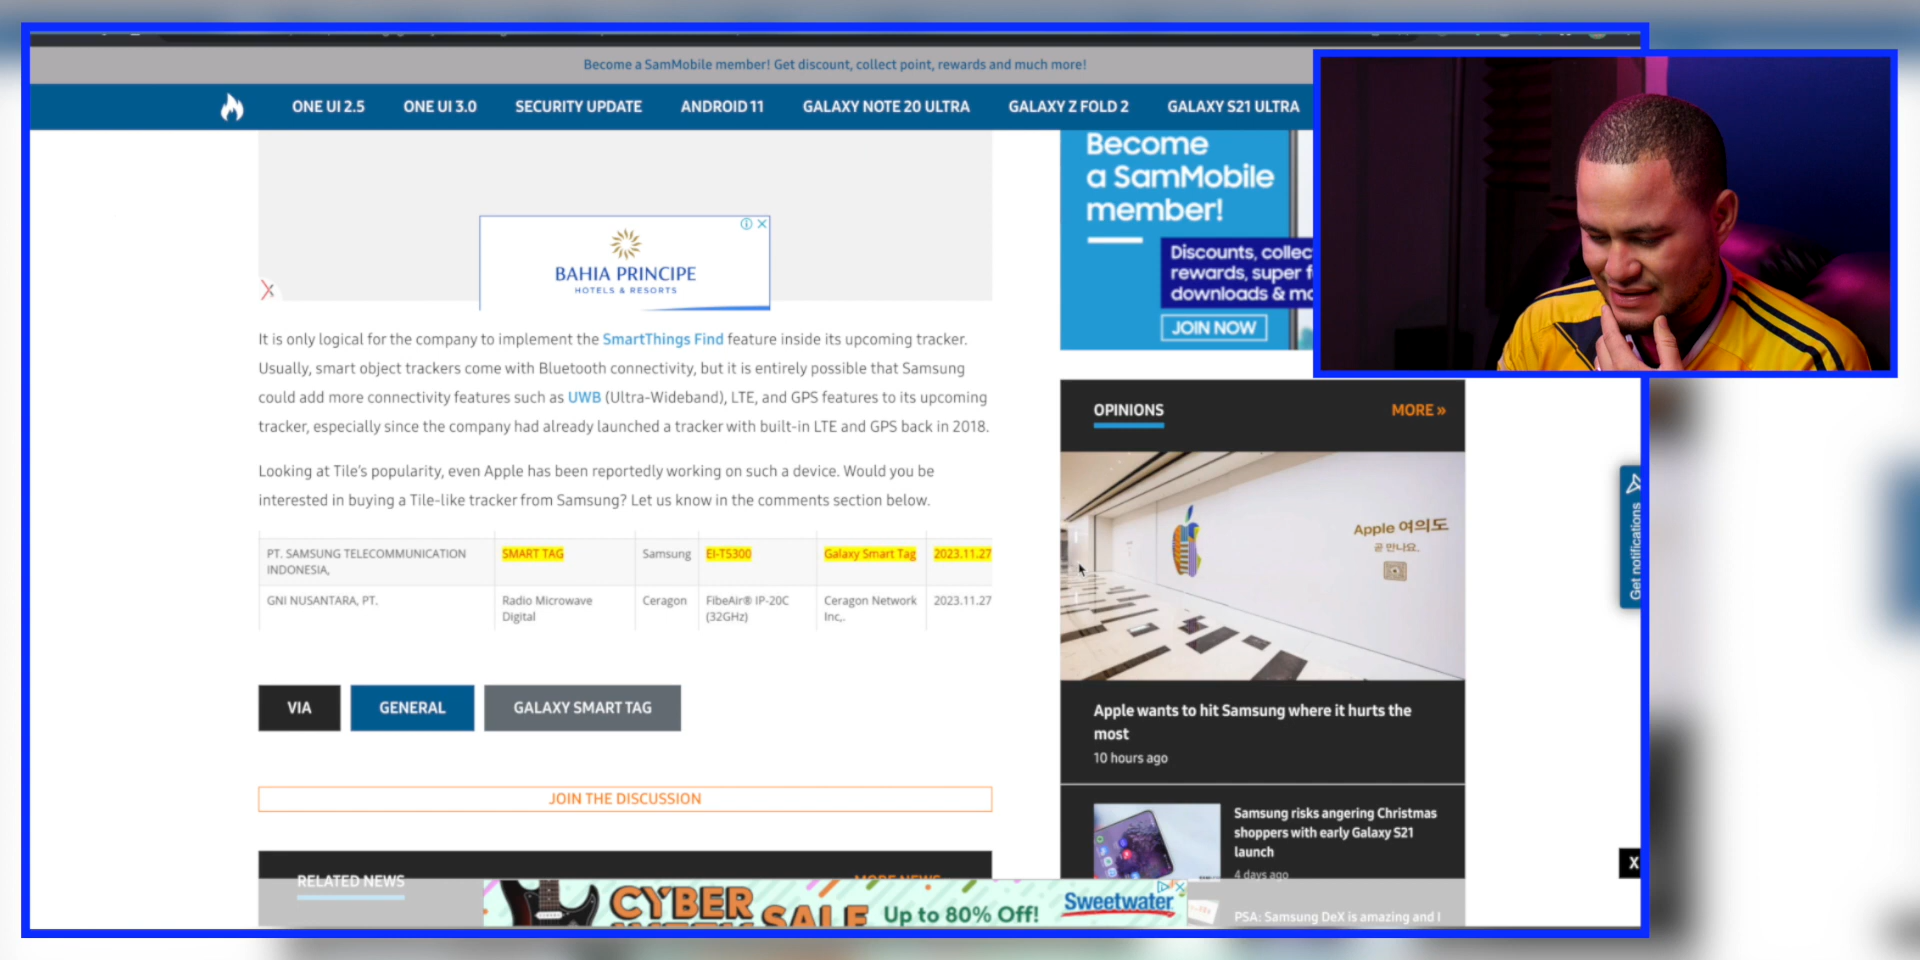 Become a SamMobile member! Get discount, collect point, rewards and much more!
ONE UI 2.5 ONE UI 3.0 SECURITY UPDATE ANDROID 11 GALAXY NOTE 20 ULTRA GALAXY Z FOLD 2 GALAXY S21 ULTRA
BAHIA PRINCIPE
HOTELS & RESORTS
It is only logical for the company to implement the SmartThings Find feature inside its upcoming tracker.
Usually, smart object trackers come with Bluetooth connectivity, but it is entirely possible that Samsung
could add more connectivity features such as UWB (Ultra-Wideband), LTE, and GPS features to its upcoming
tracker, especially since the company had already launched a tracker with built-in LTE and GPS back in 2018.
Looking at Tile's popularity, even Apple has been reportedly working on such a device. Would you be
interested in buying a Tile-like tracker from Samsung? Let us know in the comments section below.
PT. SAMSUNG TELECOMMUNICATION
INDONESIA,
SMART TAG
Samsung
EI-T5300
Galaxy Smart Tag
2023.11.27
GNI NUSANTARA, PT.
Radio Microwave
Digital
Ceragon
FibeAir® IP-20C
(32GHz)
Ceragon Network
Inc,.
2023.11.27
VIA GENERAL GALAXY SMART TAG
JOIN THE DISCUSSION
RELATED NEWS
MORE NEWS
Become
a SamMobile
member!
Discounts, collec
rewards, super f
downloads & mo
JOIN NOW
OPINIONS MORE »
Apple 여의도
곧 만나요.
Apple wants to hit Samsung where it hurts the
most
10 hours ago
Samsung risks angering Christmas
shoppers with early Galaxy S21
launch
4 days ago
PSA: Samsung DeX is amazing and I
Get notifications
X
CYBER
WEEK SALE
Up to 80% Off!
Sweetwater